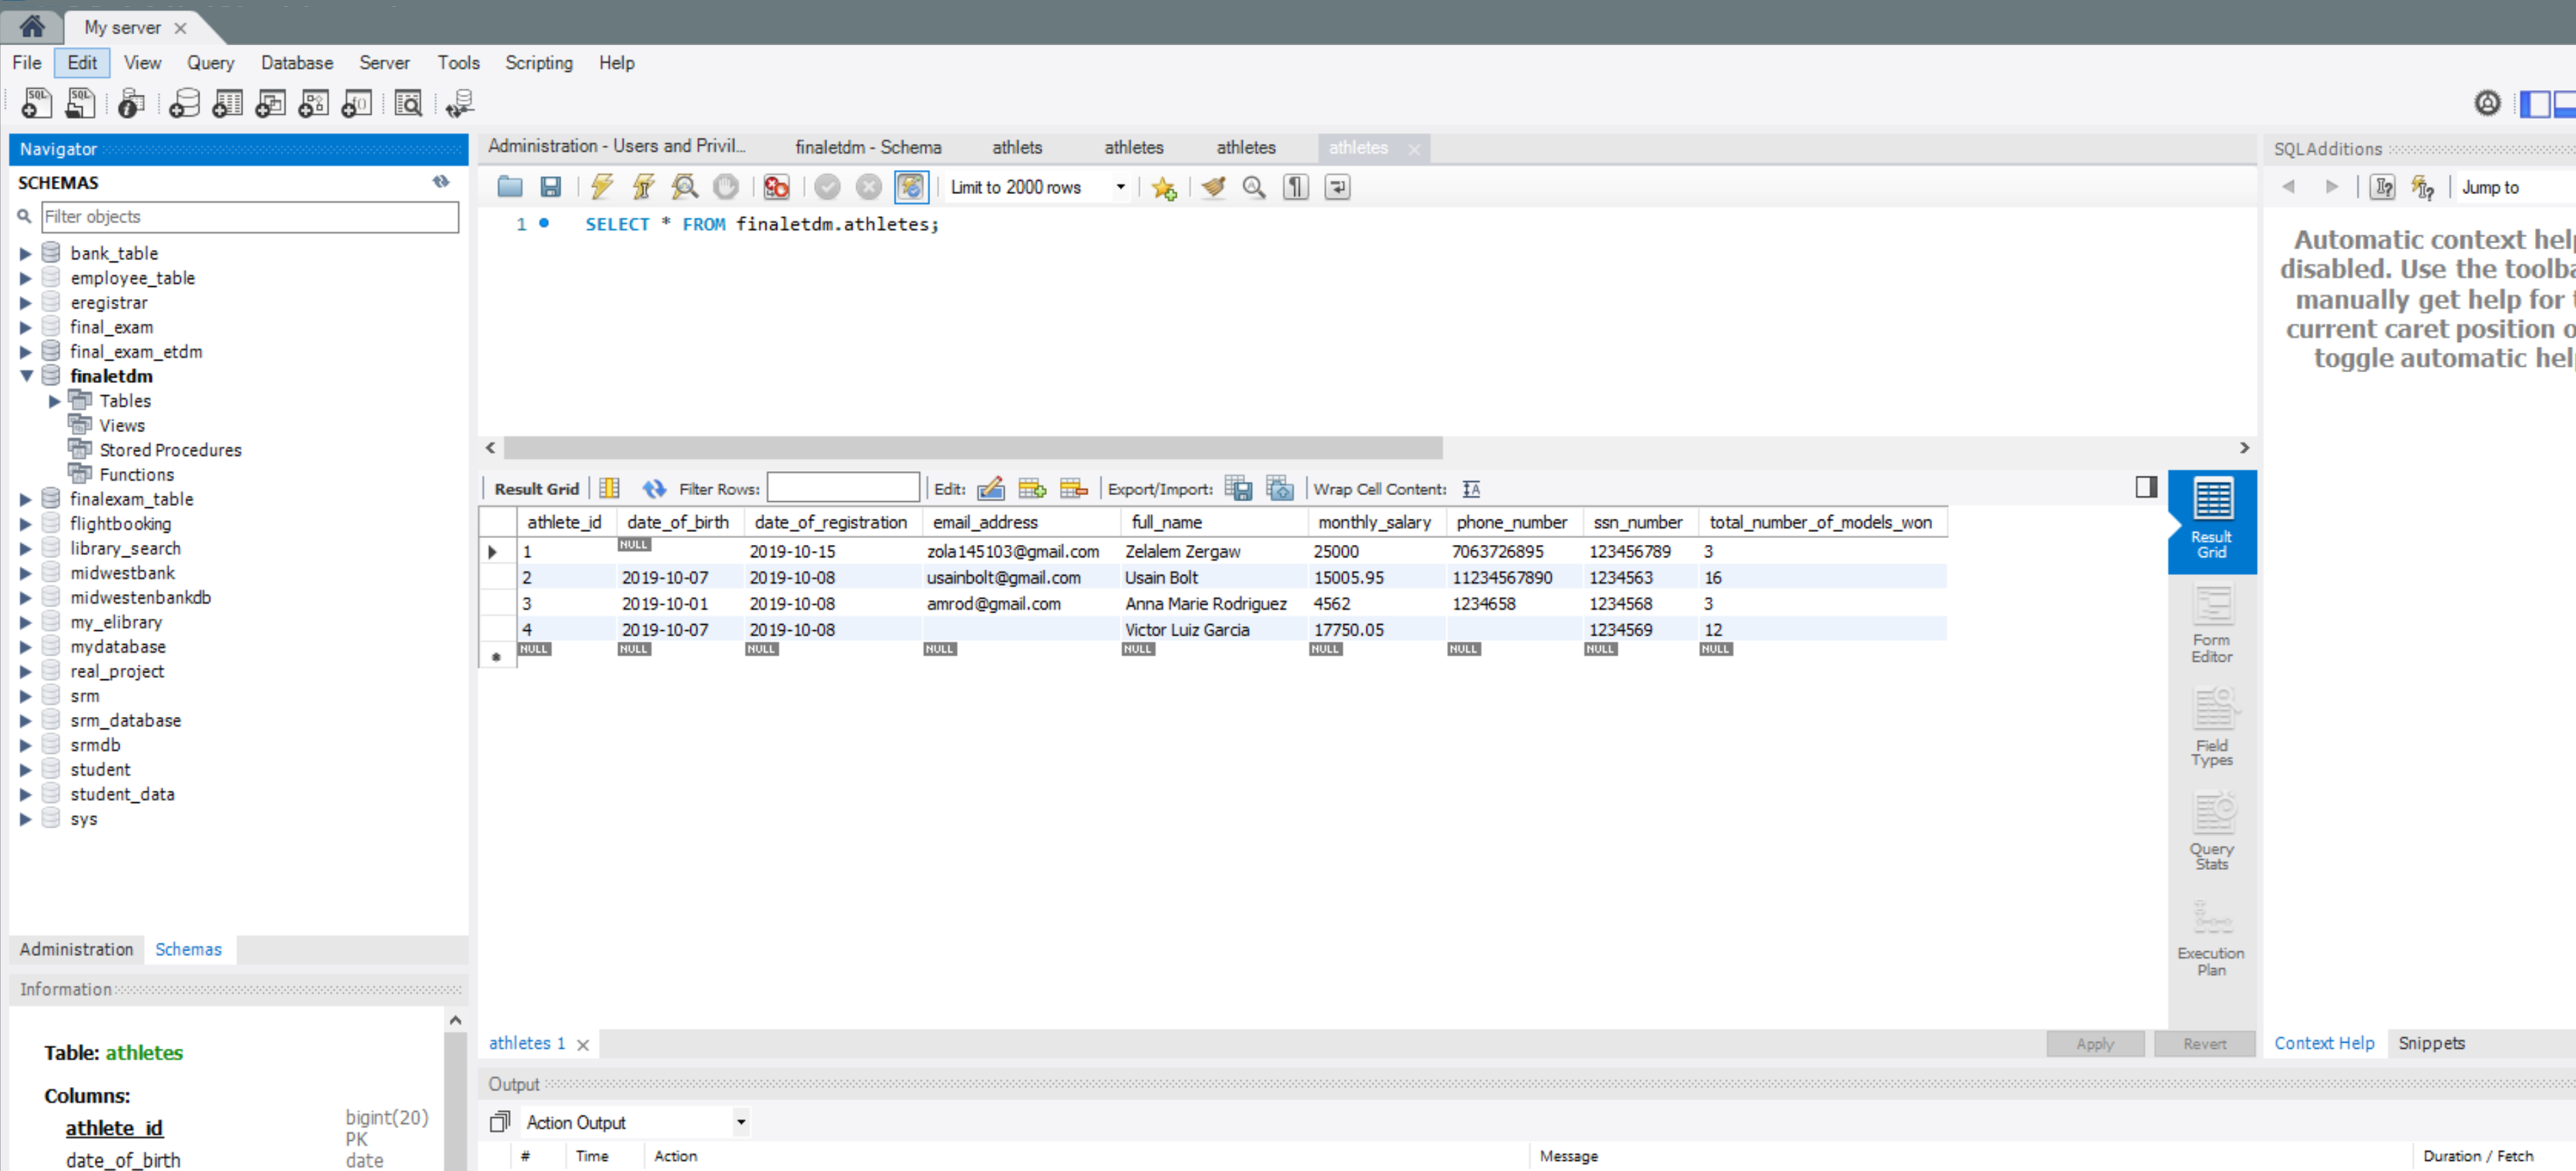 My server
File Edit View Query Database Server Tools Scripting Help
Navigator
SCHEMAS
Filter objects
bank_table
employee_table
eregistrar
final_exam
final_exam_etdm
finaletdm
Tables
Views
Stored Procedures
Functions
finalexam_table
flightbooking
library_search
midwestbank
midwestenbankdb
my_elibrary
mydatabase
real_project
srm
srm_database
srmdb
student
student_data
sys
Administration Schemas
Information
Table: athletes
Columns:
athlete_id bigint(20) PK
date_of_birth date
Administration - Users and Privil... finaletdm - Schema athlets athletes athletes athletes
Limit to 2000 rows
1 SELECT * FROM finaletdm.athletes;
Result Grid Filter Rows: Edit: Export/Import: Wrap Cell Content:
athlete_id date_of_birth date_of_registration email_address full_name monthly_salary phone_number ssn_number total_number_of_models_won
1 NULL 2019-10-15 zola145103@gmail.com Zelalem Zergaw 25000 7063726895 123456789 3
2 2019-10-07 2019-10-08 usainbolt@gmail.com Usain Bolt 15005.95 11234567890 1234563 16
3 2019-10-01 2019-10-08 amrod@gmail.com Anna Marie Rodriguez 4562 1234658 1234568 3
4 2019-10-07 2019-10-08 Victor Luiz Garcia 17750.05 1234569 12
NULL NULL NULL NULL NULL NULL NULL NULL NULL
Result
Grid
Form
Editor
Field
Types
Query
Stats
Execution
Plan
athletes 1
Apply Revert
Output
Action Output
# Time Action Message Duration / Fetch
SQLAdditions
Jump to
Automatic context hel
disabled. Use the toolba
manually get help for
current caret position o
toggle automatic hel
Context Help Snippets